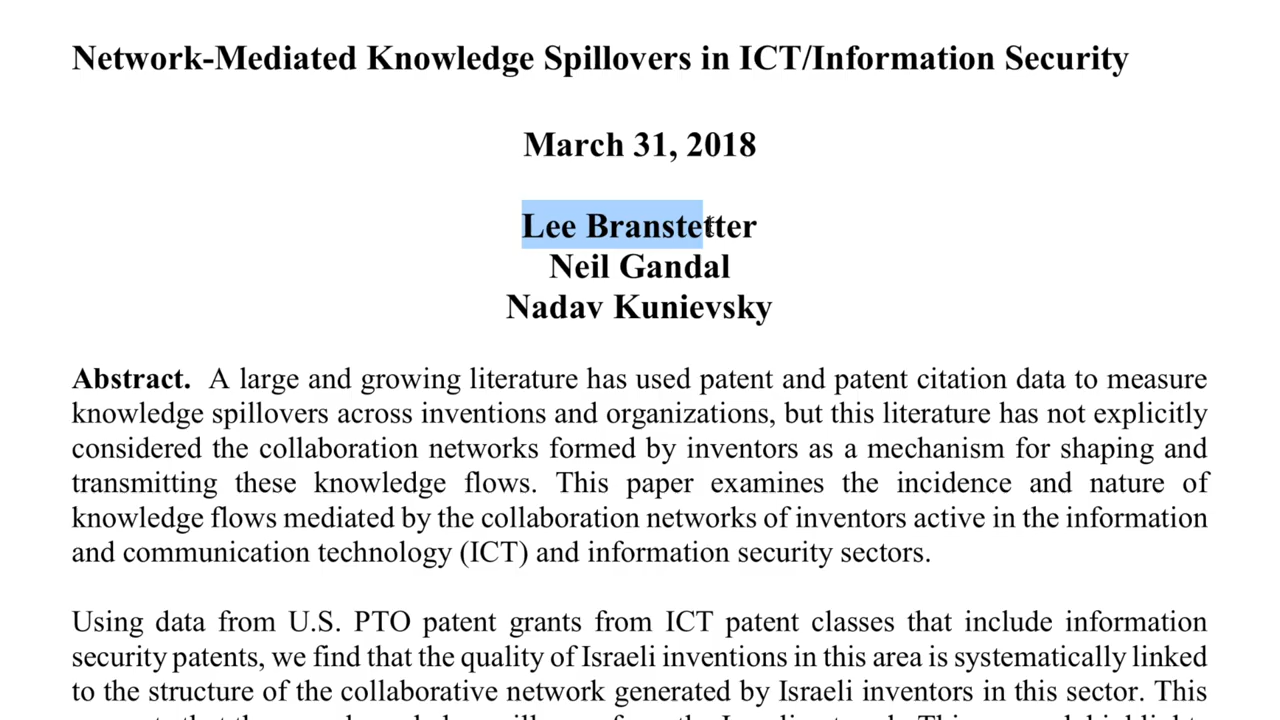 Network-Mediated Knowledge Spillovers in ICT/Information Security
March 31, 2018
Lee Branstetter
Neil Gandal
Nadav Kunievsky
Abstract. A large and growing literature has used patent and patent citation data to measure
knowledge spillovers across inventions and organizations, but this literature has not explicitly
considered the collaboration networks formed by inventors as a mechanism for shaping and
transmitting these knowledge flows. This paper examines the incidence and nature of
knowledge flows mediated by the collaboration networks of inventors active in the information
and communication technology (ICT) and information security sectors.
Using data from U.S. PTO patent grants from ICT patent classes that include information
security patents, we find that the quality of Israeli inventions in this area is systematically linked
to the structure of the collaborative network generated by Israeli inventors in this sector. This